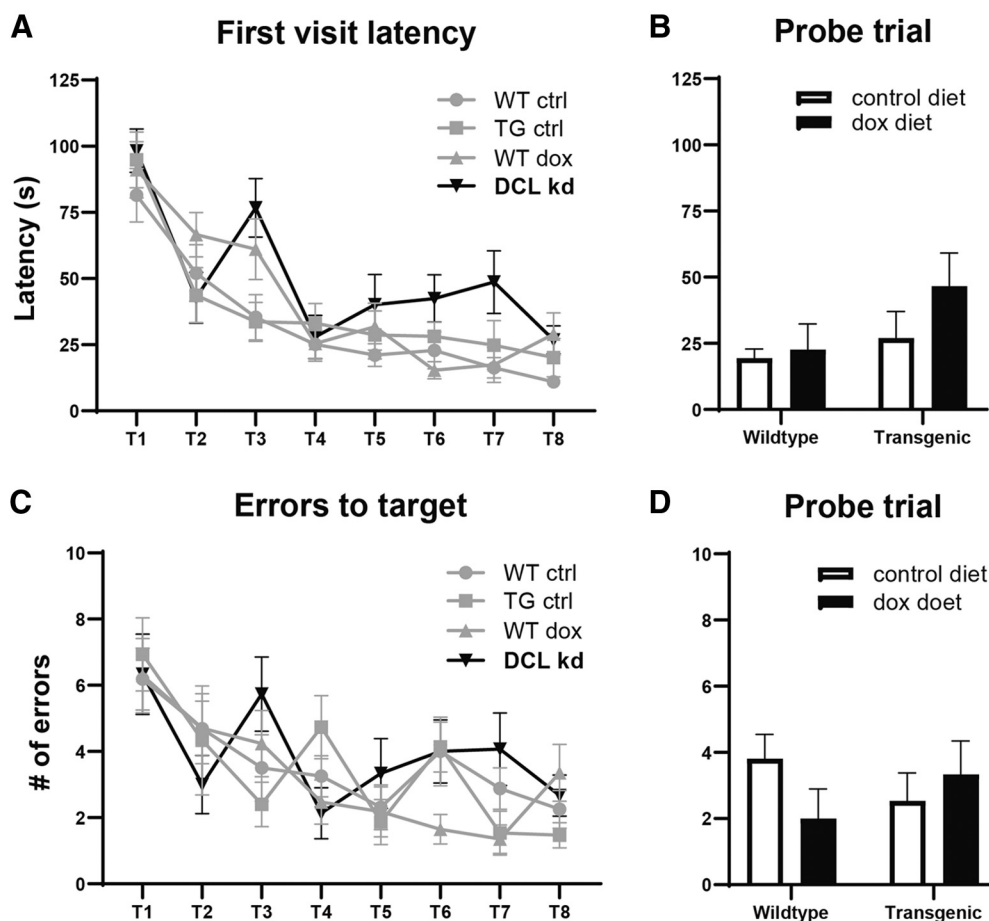 A
First visit latency
125
100
75
50
25
0
Latency (s)
WT ctrl
TG ctrl
WT dox
DCL kd
T1 T2 T3 T4 T5 T6 T7 T8
B
Probe trial
125
100
75
50
25
0
control diet
dox diet
Wildtype Transgenic
C
Errors to target
10
8
6
4
2
0
# of errors
WT ctrl
TG ctrl
WT dox
DCL kd
T1 T2 T3 T4 T5 T6 T7 T8
D
Probe trial
10
8
6
4
2
0
control diet
dox doet
Wildtype Transgenic